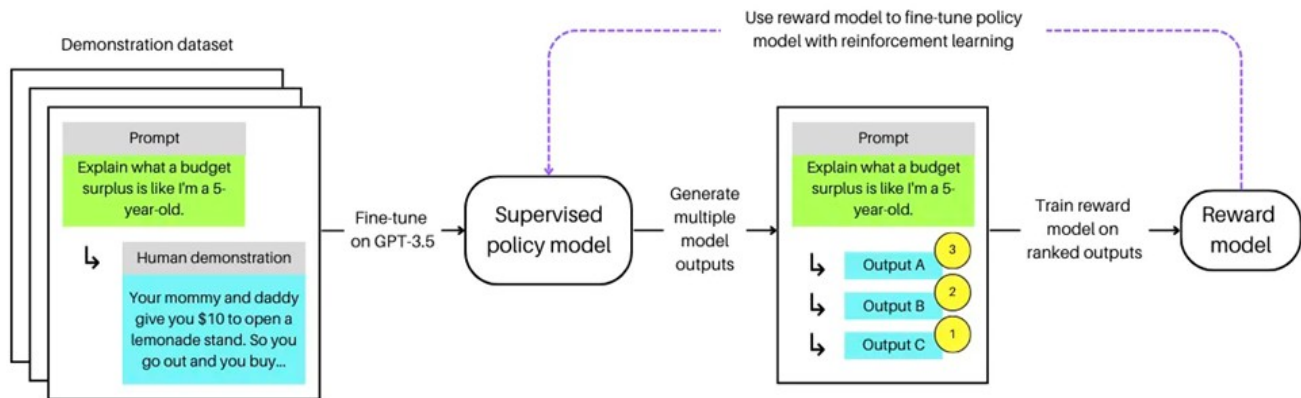 Demonstration dataset
Prompt
Explain what a budget
surplus is like I'm a 5-
year-old.
Human demonstration
Your mommy and daddy
give you $10 to open a
lemonade stand. So you
go out and you buy...
Fine-tune
on GPT-3.5
Supervised
policy model
Generate
multiple
model
outputs
Use reward model to fine-tune policy
model with reinforcement learning
Prompt
Explain what a budget
surplus is like I'm a 5-
year-old.
Output A
3
Output B
2
Output C
1
Train reward
model on
ranked outputs
Reward
model